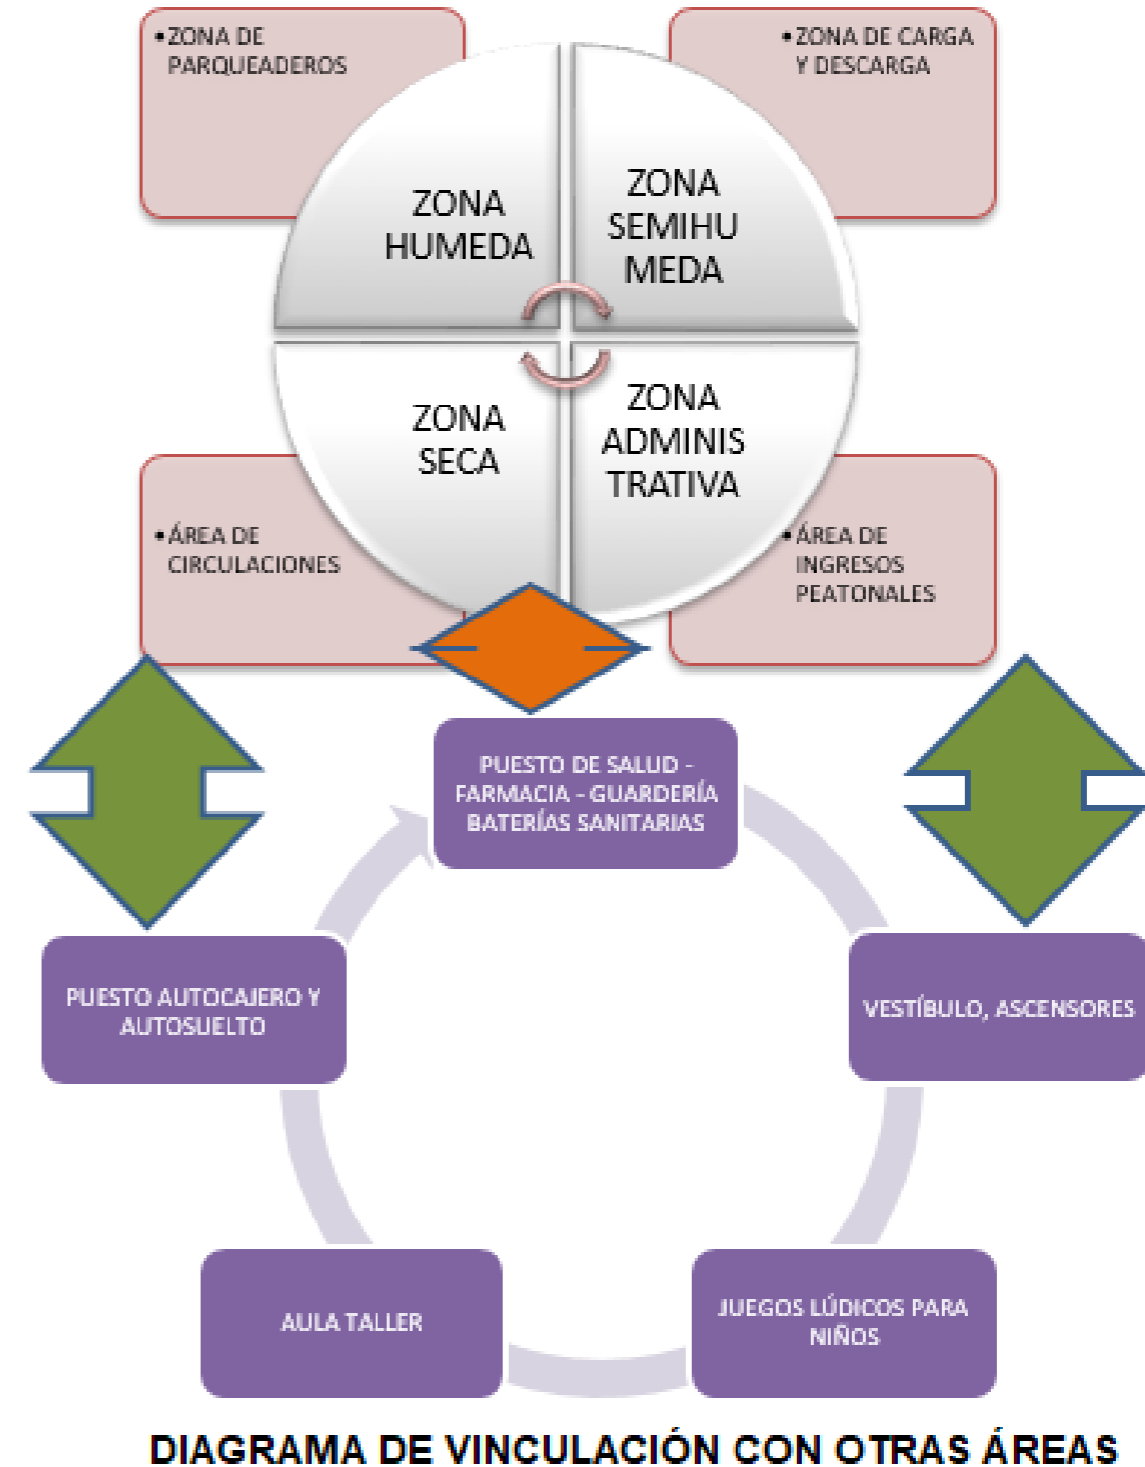 •ZONA DE
PARQUEADEROS
•ZONA DE CARGA
Y DESCARGA
ZONA
HUMEDA
ZONA
SEMIHU
MEDA
ZONA
SECA
ZONA
ADMINIS
TRATIVA
•ÁREA DE
CIRCULACIONES
•ÁREA DE
INGRESOS
PEATONALES
PUESTO DE SALUD -
FARMACIA - GUARDERÍA
BATERÍAS SANITARIAS
PUESTO AUTOCAJERO Y
AUTOSUELTO
VESTÍBULO, ASCENSORES
AULA TALLER
JUEGOS LÚDICOS PARA
NIÑOS
DIAGRAMA DE VINCULACIÓN CON OTRAS ÁREAS